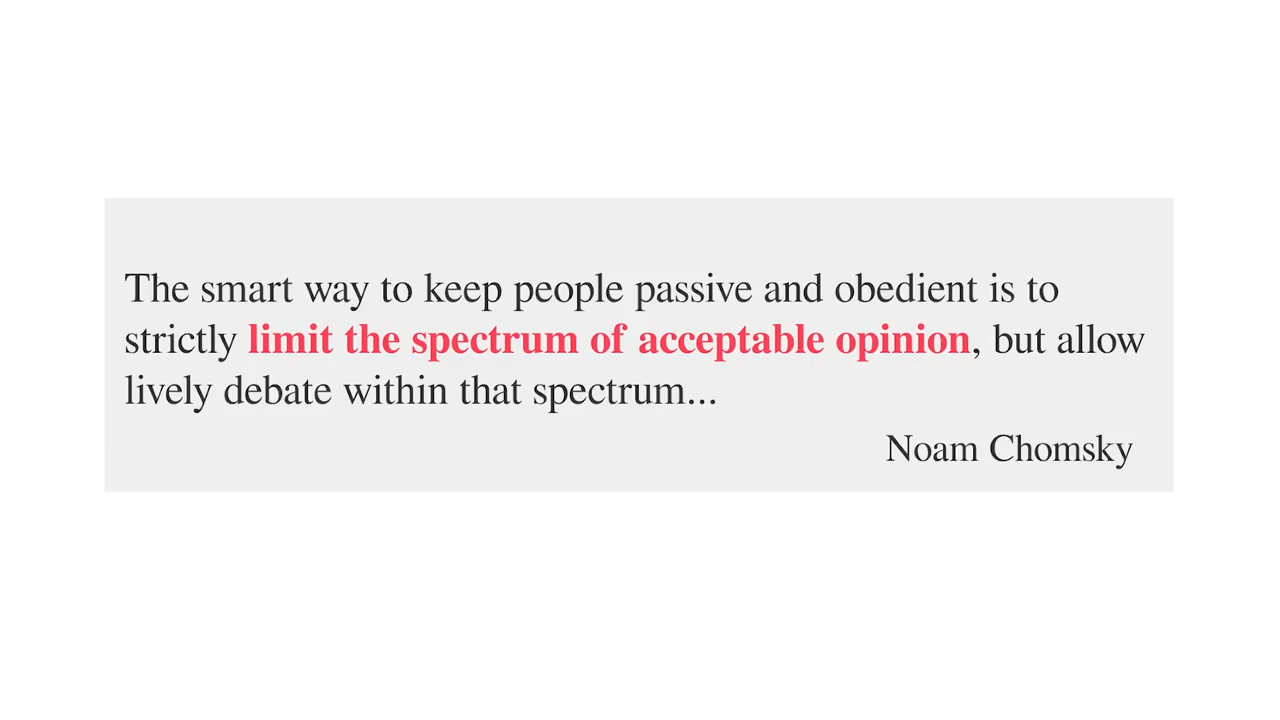 The smart way to keep people passive and obedient is to
strictly limit the spectrum of acceptable opinion, but allow
lively debate within that spectrum...
Noam Chomsky